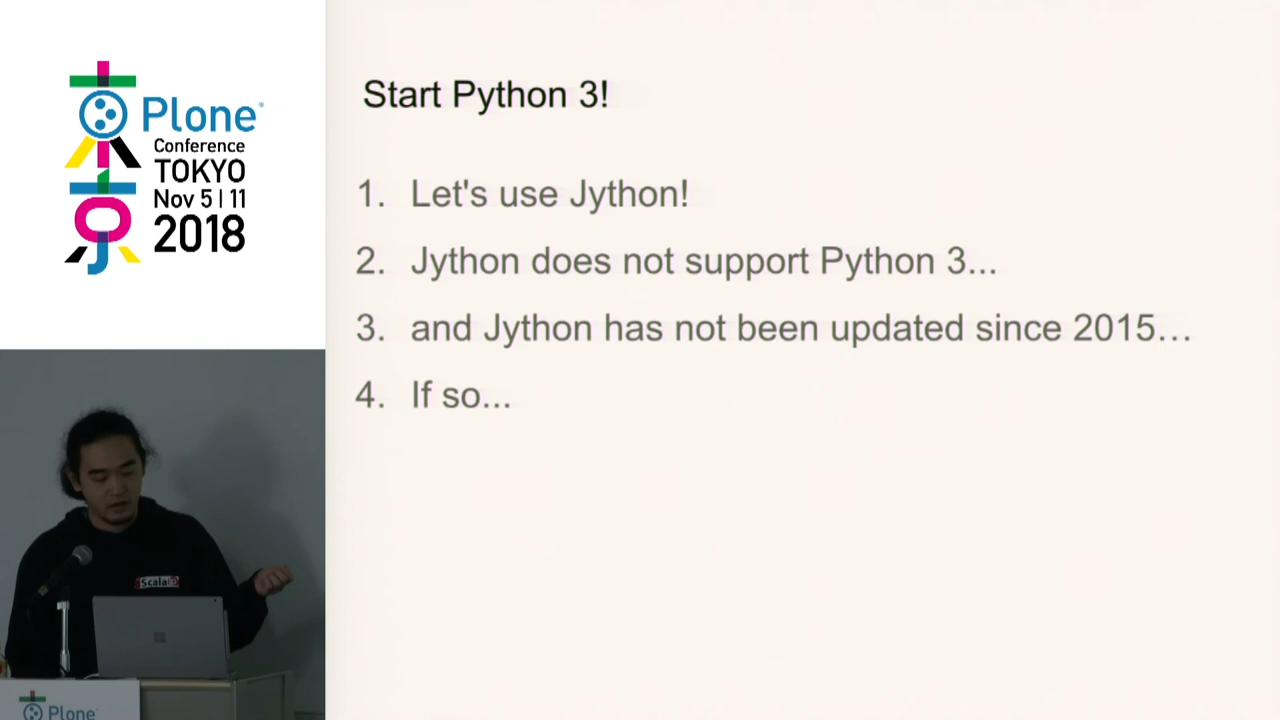 Plone
Conference
TOKYO
Nov 5 | 11
2018
Start Python 3!
1. Let's use Jython!
2. Jython does not support Python 3...
3. and Jython has not been updated since 2015...
4. If so...
Scala
Plone